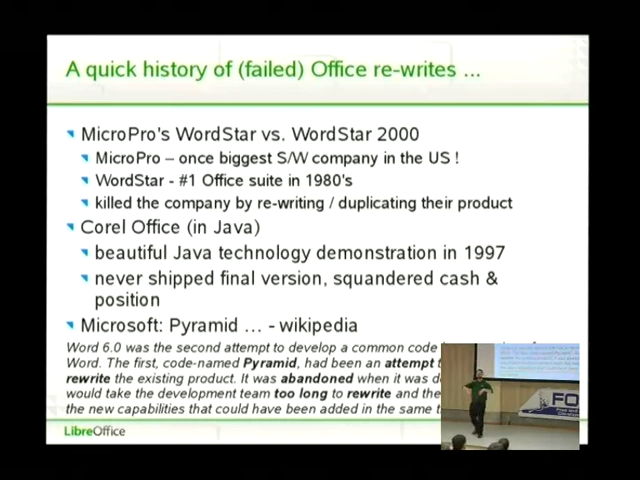 A quick history of (failed) Office re-writes ...
MicroPro's WordStar vs. WordStar 2000
MicroPro – once biggest S/W company in the US !
WordStar - #1 Office suite in 1980's
killed the company by re-writing / duplicating their product
Corel Office (in Java)
beautiful Java technology demonstration in 1997
never shipped final version, squandered cash &
position
Microsoft: Pyramid ... - wikipedia
Word 6.0 was the second attempt to develop a common code
Word. The first, code-named Pyramid, had been an attempt
rewrite the existing product. It was abandoned when it was
would take the development team too long to rewrite and
the new capabilities that could have been added in the same
LibreOffice
FO